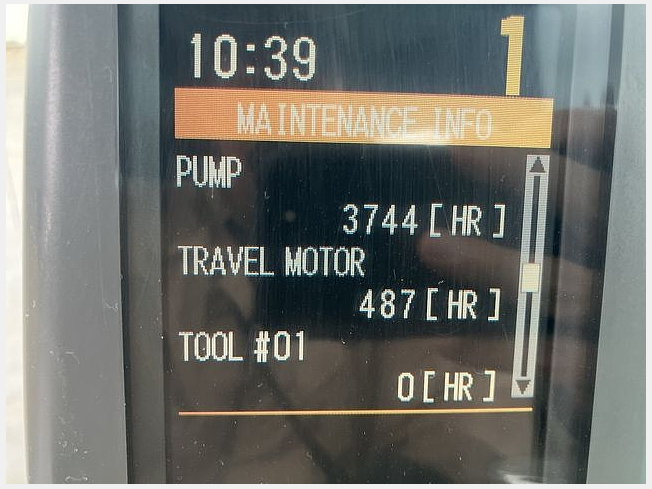 10:39 1
MAINTENANCE INFO
PUMP
3744[HR]
TRAVEL MOTOR
487[HR]
TOOL #01
0[HR]